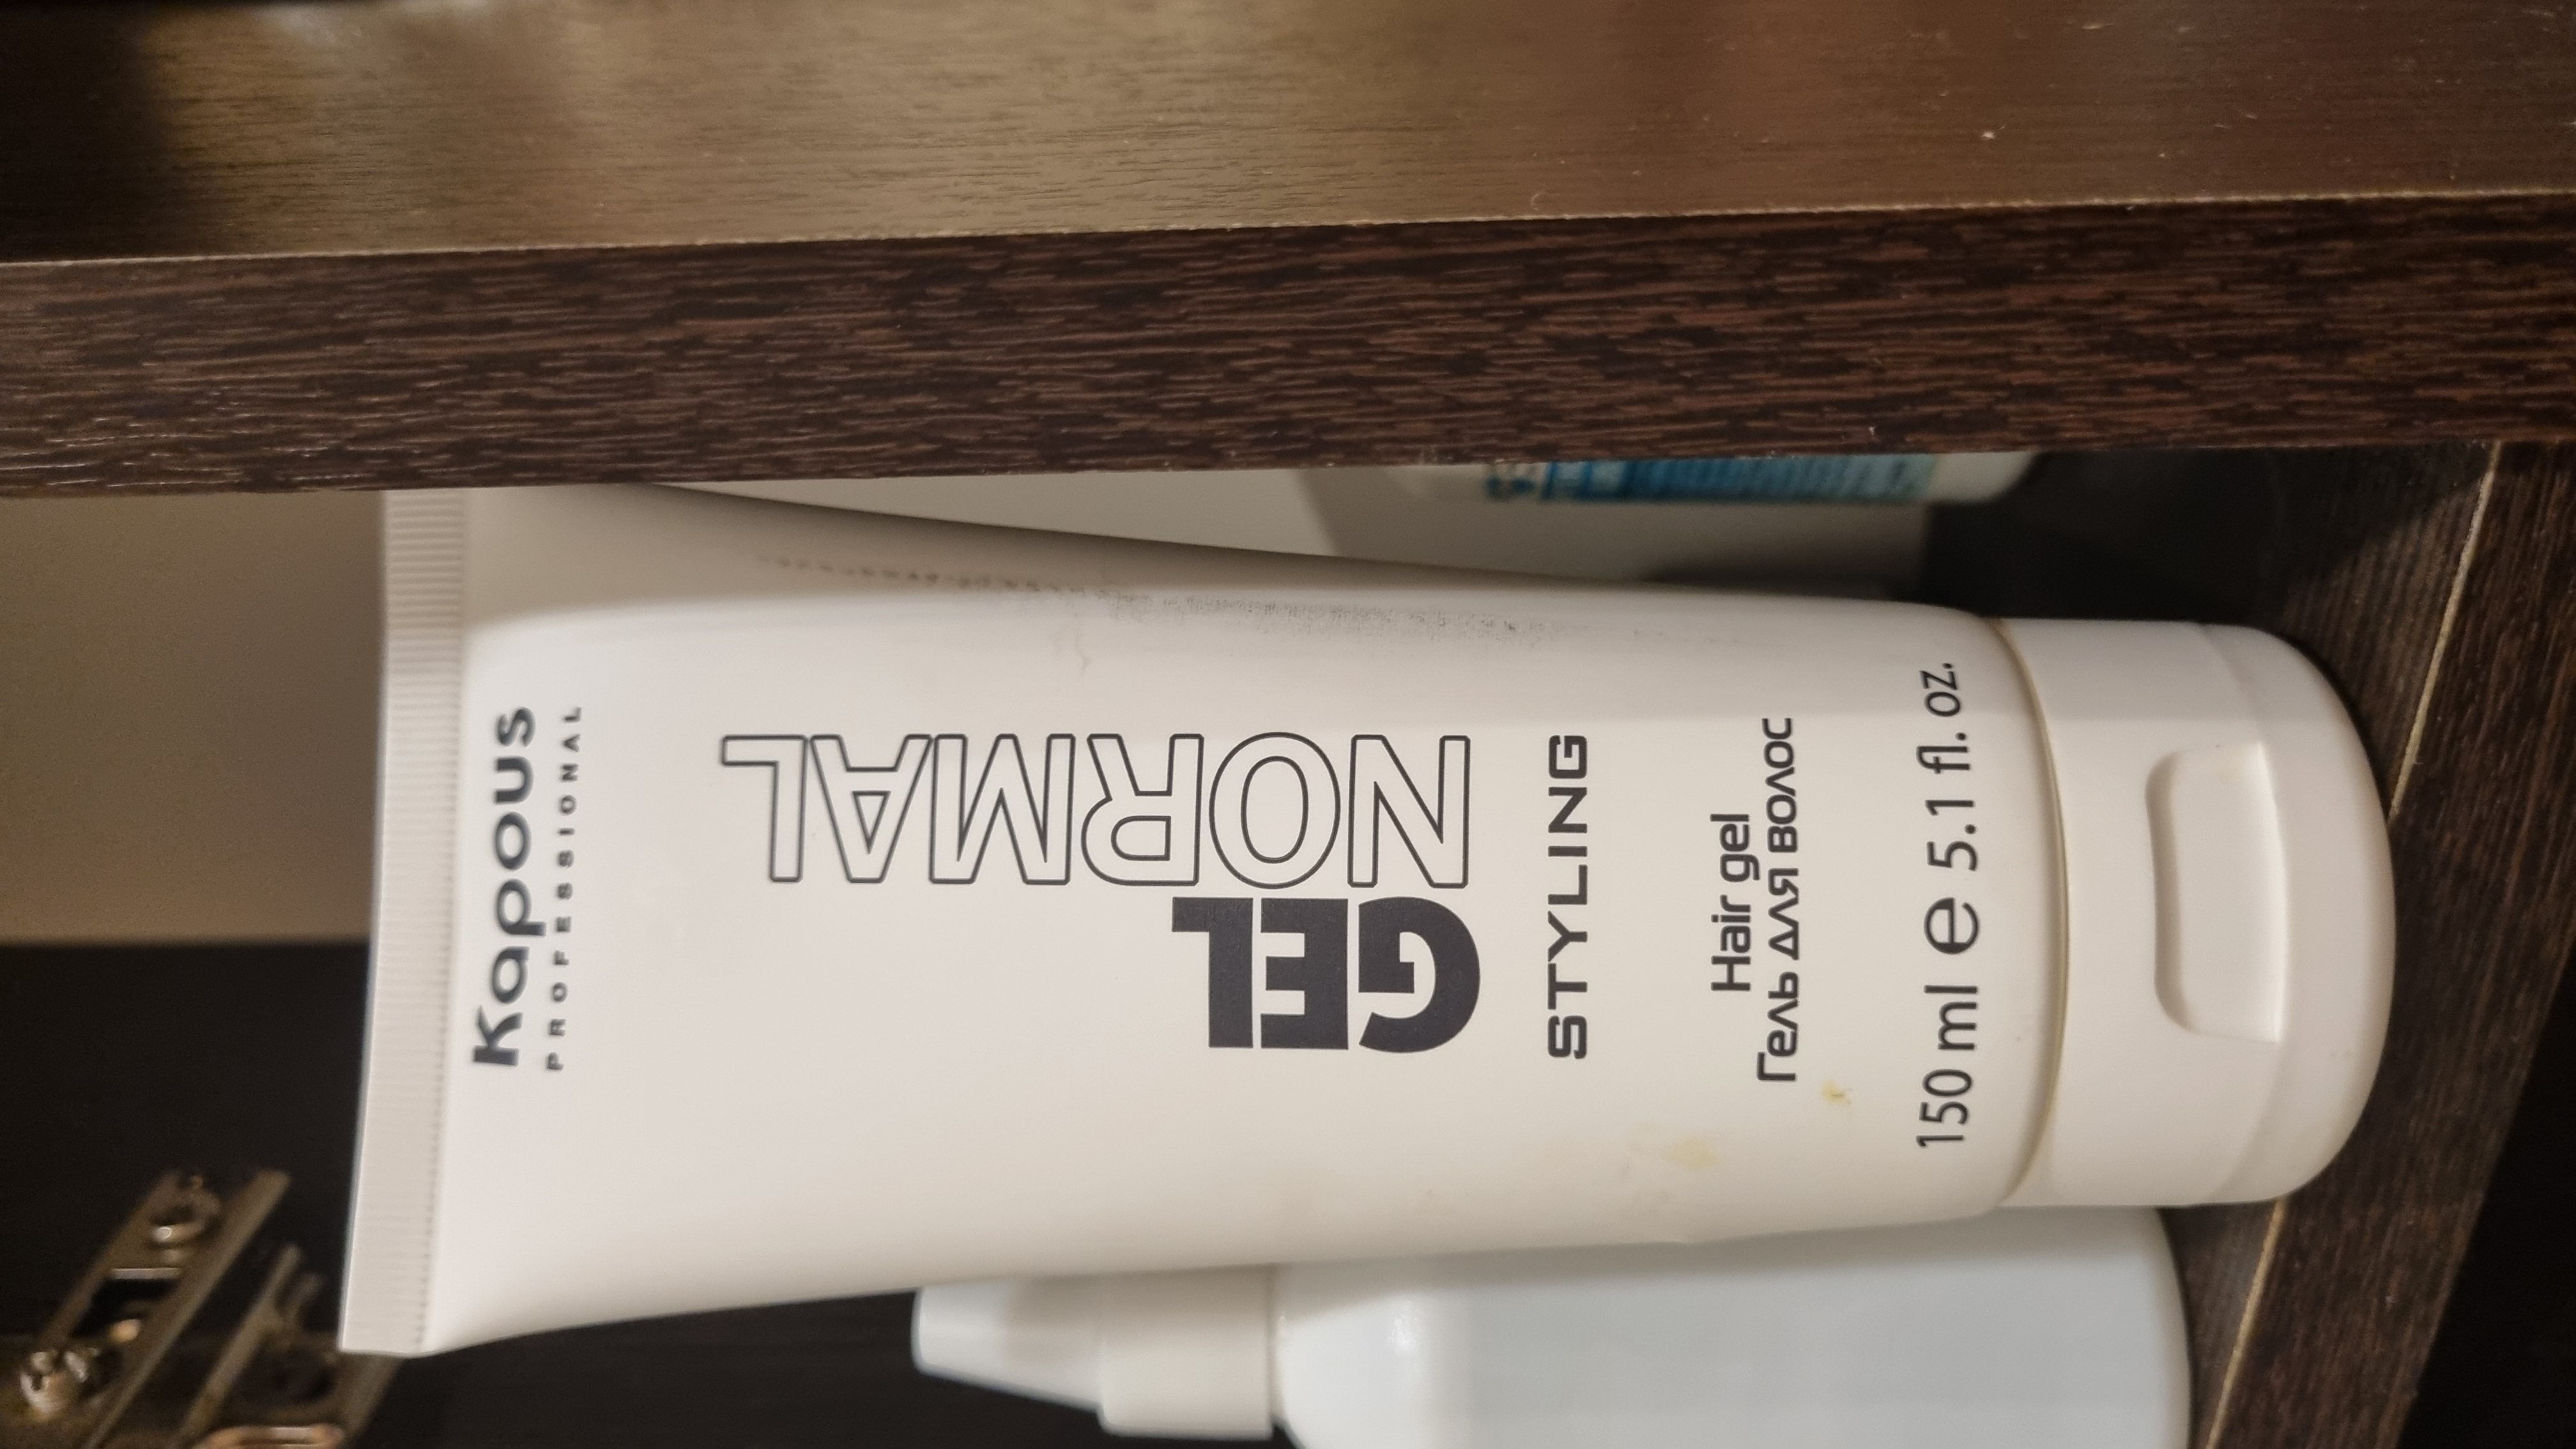 Kapous
PROFESSIONAL
GEL
NORMAL
STYLING
Hair gel
Гель для волос
150 ml e 5.1 fl. oz.